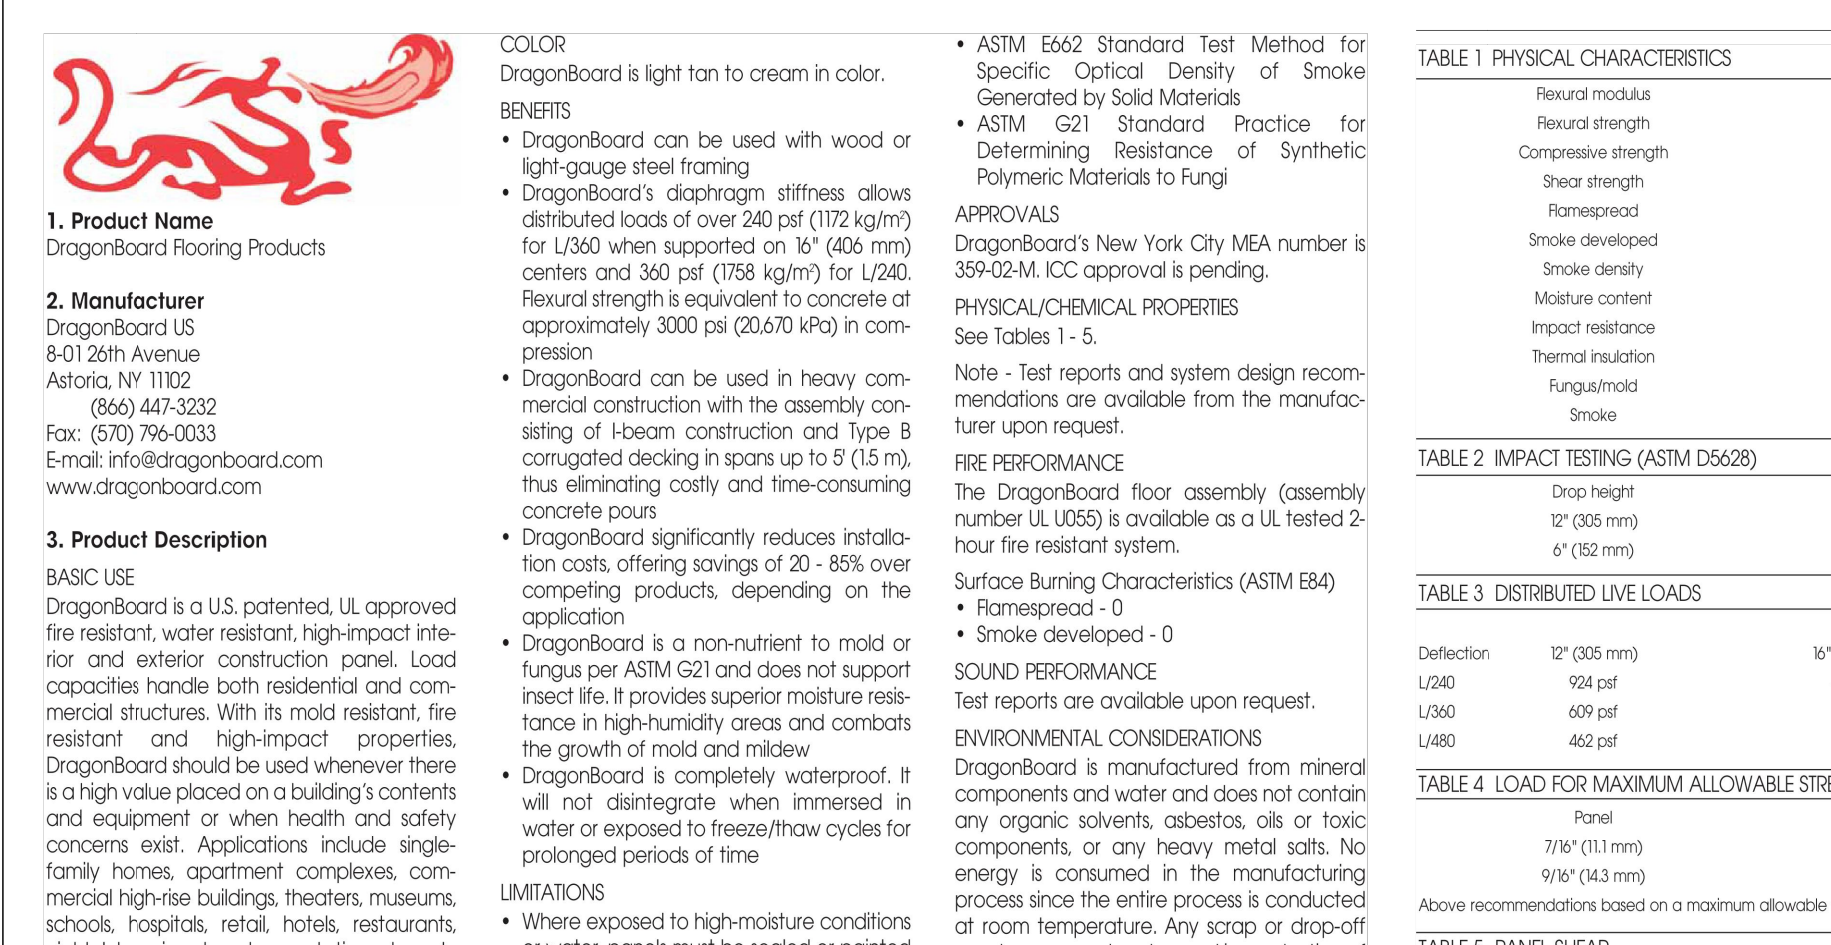 1. Product Name
DragonBoard Flooring Products
2. Manufacturer
DragonBoard US
8-01 26th Avenue
Astoria, NY 11102
(866) 447-3232
Fax: (570) 796-0033
E-mail: info@dragonboard.com
www.dragonboard.com
3. Product Description
BASIC USE
DragonBoard is a U.S. patented, UL approved
fire resistant, water resistant, high-impact inte-
rior and exterior construction panel. Load
capacities handle both residential and com-
mercial structures. With its mold resistant, fire
resistant and high-impact properties,
DragonBoard should be used whenever there
is a high value placed on a building's contents
and equipment or when health and safety
concerns exist. Applications include single-
family homes, apartment complexes, com-
mercial high-rise buildings, theaters, museums,
schools, hospitals, retail, hotels, restaurants,
COLOR
DragonBoard is light tan to cream in color.
BENEFITS
• DragonBoard can be used with wood or
light-gauge steel framing
• DragonBoard's diaphragm stiffness allows
distributed loads of over 240 psf (1172 kg/m²)
for L/360 when supported on 16" (406 mm)
centers and 360 psf (1758 kg/m²) for L/240.
Flexural strength is equivalent to concrete at
approximately 3000 psi (20,670 kPa) in com-
pression
• DragonBoard can be used in heavy com-
mercial construction with the assembly con-
sisting of I-beam construction and Type B
corrugated decking in spans up to 5' (1.5 m),
thus eliminating costly and time-consuming
concrete pours
• DragonBoard significantly reduces installa-
tion costs, offering savings of 20 - 85% over
competing products, depending on the
application
• DragonBoard is a non-nutrient to mold or
fungus per ASTM G21 and does not support
insect life. It provides superior moisture resis-
tance in high-humidity areas and combats
the growth of mold and mildew
• DragonBoard is completely waterproof. It
will not disintegrate when immersed in
water or exposed to freeze/thaw cycles for
prolonged periods of time
LIMITATIONS
• Where exposed to high-moisture conditions
or water, panels must be sealed or painted
• ASTM E662 Standard Test Method for
Specific Optical Density of Smoke
Generated by Solid Materials
• ASTM G21 Standard Practice for
Determining Resistance of Synthetic
Polymeric Materials to Fungi
APPROVALS
DragonBoard's New York City MEA number is
359-02-M. ICC approval is pending.
PHYSICAL/CHEMICAL PROPERTIES
See Tables 1 - 5.
Note - Test reports and system design recom-
mendations are available from the manufac-
turer upon request.
FIRE PERFORMANCE
The DragonBoard floor assembly (assembly
number UL U055) is available as a UL tested 2-
hour fire resistant system.
Surface Burning Characteristics (ASTM E84)
• Flamespread - 0
• Smoke developed - 0
SOUND PERFORMANCE
Test reports are available upon request.
ENVIRONMENTAL CONSIDERATIONS
DragonBoard is manufactured from mineral
components and water and does not contain
any organic solvents, asbestos, oils or toxic
components, or any heavy metal salts. No
energy is consumed in the manufacturing
process since the entire process is conducted
at room temperature. Any scrap or drop-off
TABLE 1 PHYSICAL CHARACTERISTICS
Flexural modulus
Flexural strength
Compressive strength
Shear strength
Flamespread
Smoke developed
Smoke density
Moisture content
Impact resistance
Thermal insulation
Fungus/mold
Smoke
TABLE 2 IMPACT TESTING (ASTM D5628)
Drop height
12" (305 mm)
6" (152 mm)
TABLE 3 DISTRIBUTED LIVE LOADS
Deflection 12" (305 mm) 16"
L/240 924 psf
L/360 609 psf
L/480 462 psf
TABLE 4 LOAD FOR MAXIMUM ALLOWABLE STRE
Panel
7/16" (11.1 mm)
9/16" (14.3 mm)
Above recommendations based on a maximum allowable
TABLE 5 PANEL SHEAR